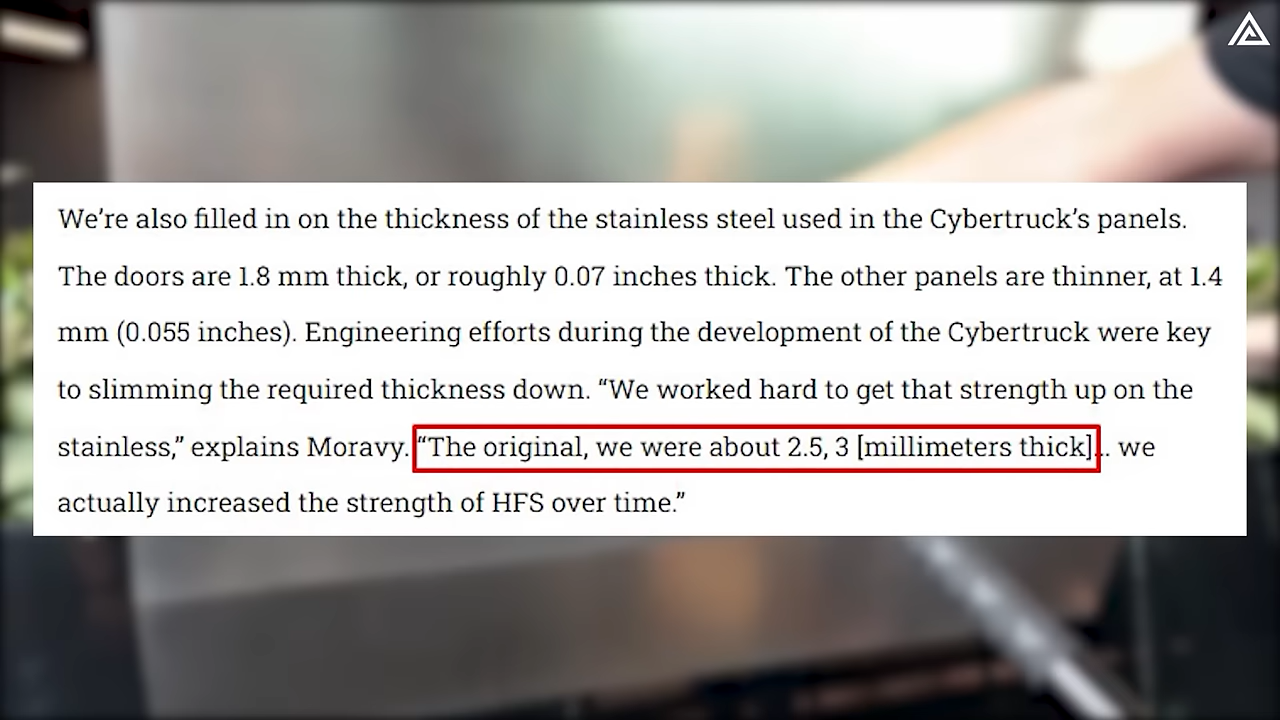 We’re also filled in on the thickness of the stainless steel used in the Cybertruck’s panels.
The doors are 1.8 mm thick, or roughly 0.07 inches thick. The other panels are thinner, at 1.4
mm (0.055 inches). Engineering efforts during the development of the Cybertruck were key
to slimming the required thickness down. “We worked hard to get that strength up on the
stainless,” explains Moravy. “The original, we were about 2.5, 3 [millimeters thick]... we
actually increased the strength of HFS over time.”